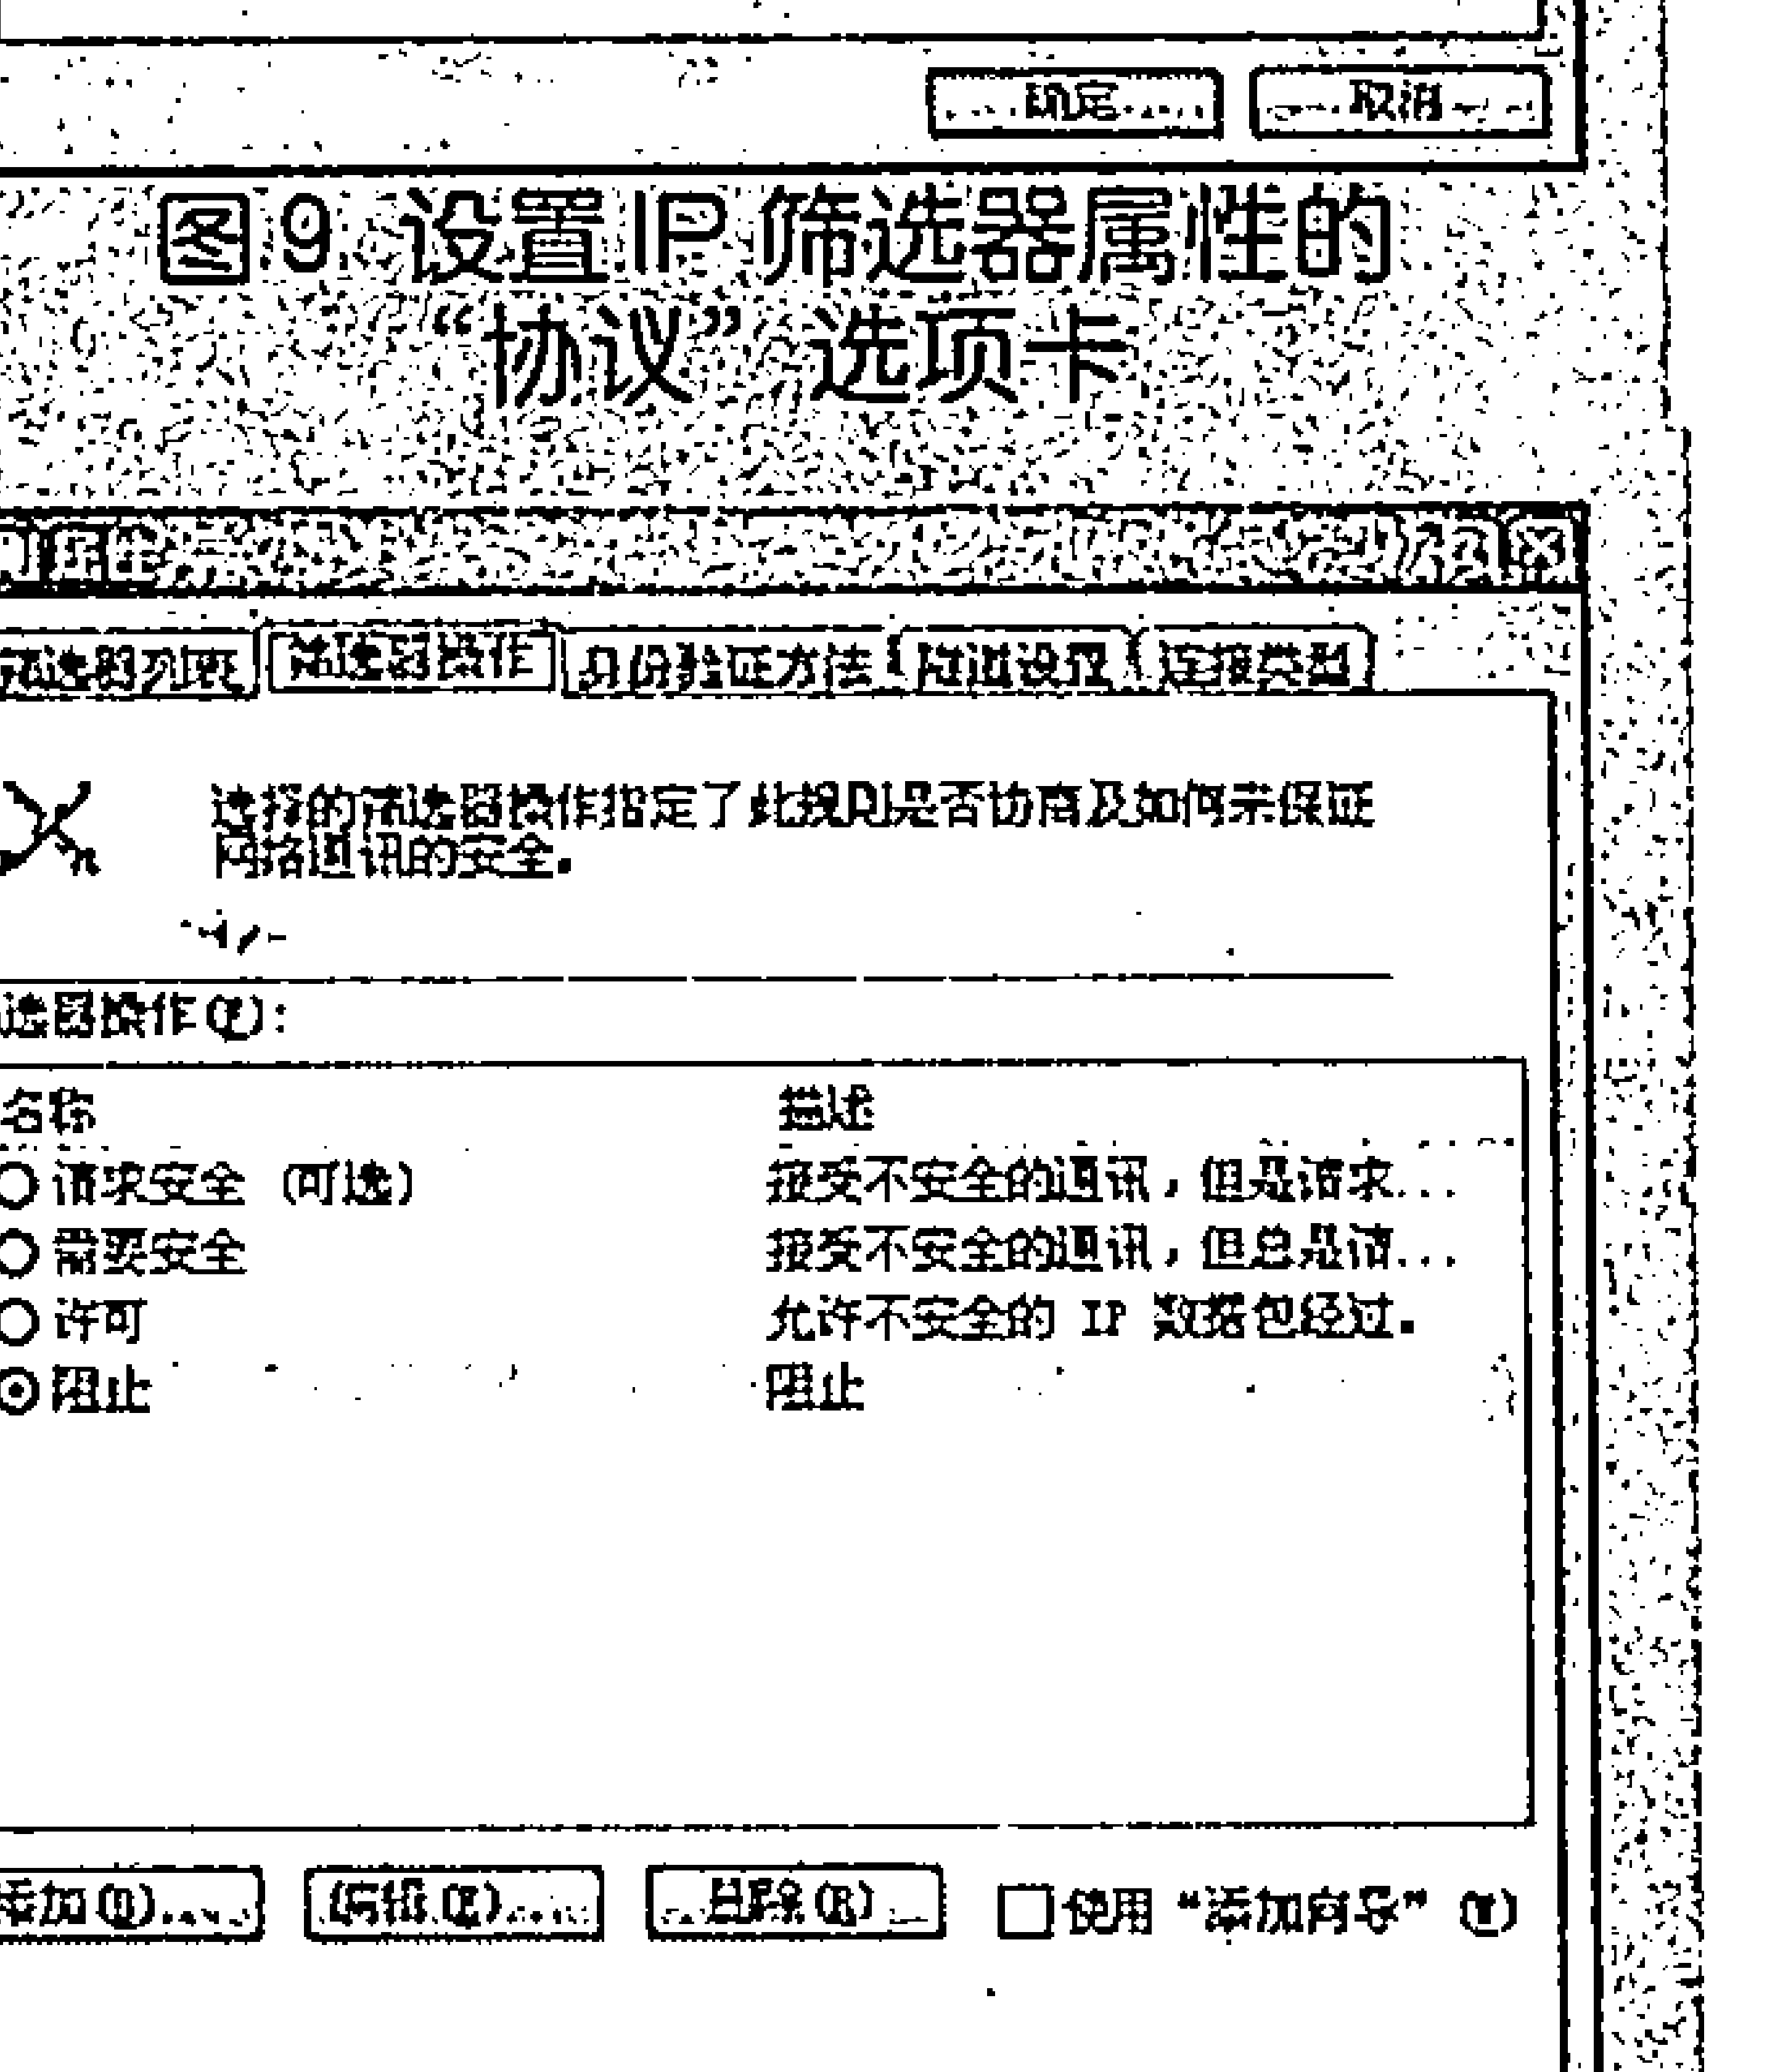 确定 取消
图 9 设置 IP 筛选器属性的
“协议” 选项卡
属性
筛选器列表 筛选器操作 身份验证方法 隧道设置 连接类型
选择的筛选器操作指定了此规则是否协商及如何来保证
网络通讯的安全。
选器操作(F):
名称 描述
请求安全 (可选) 接受不安全的通讯，但是请求...
需要安全 接受不安全的通讯，但总是请...
许可 允许不安全的 IP 数据包经过。
阻止 阻止
添加(D)... 编辑(E)... 删除(R) 使用“添加向导” (W)